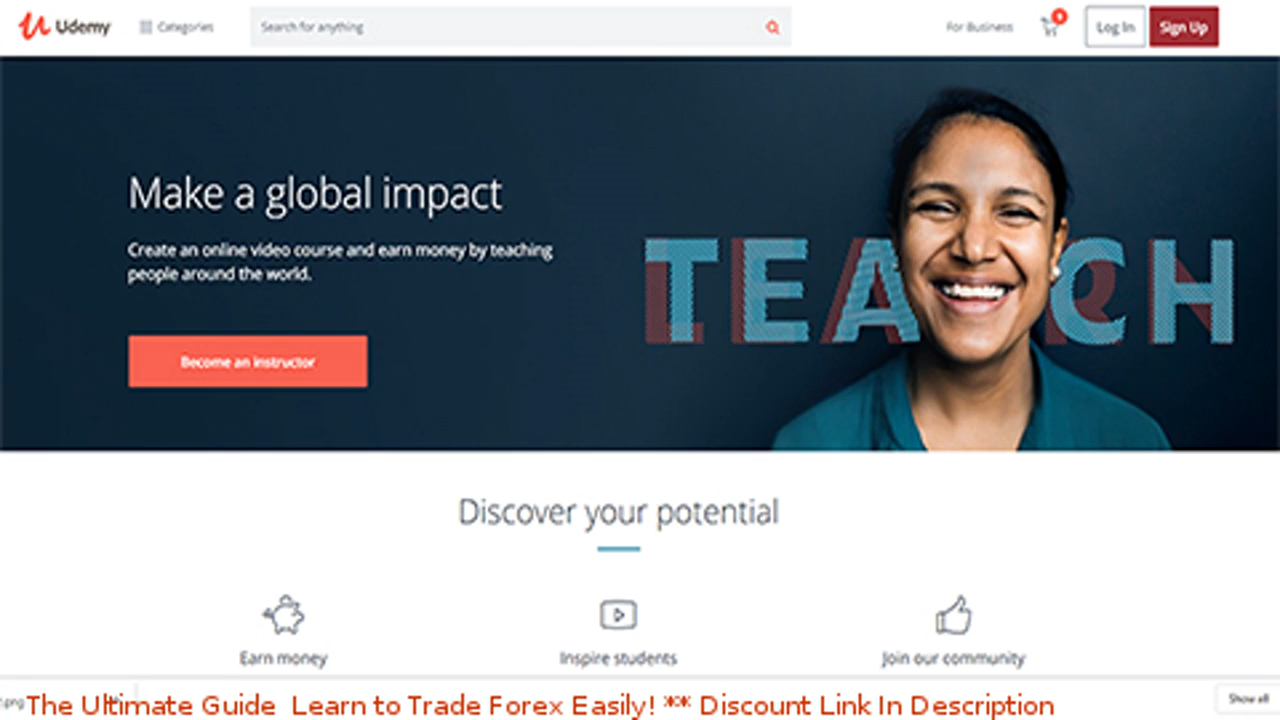 Udemy
Categories
Search for anything
For Business
Log In
Sign Up
Make a global impact
Create an online video course and earn money by teaching
people around the world.
Become an instructor
TEACH
Discover your potential
Earn money
Inspire students
Join our community
.png
The Ultimate Guide Learn to Trade Forex Easily! ** Discount Link In Description
Show all